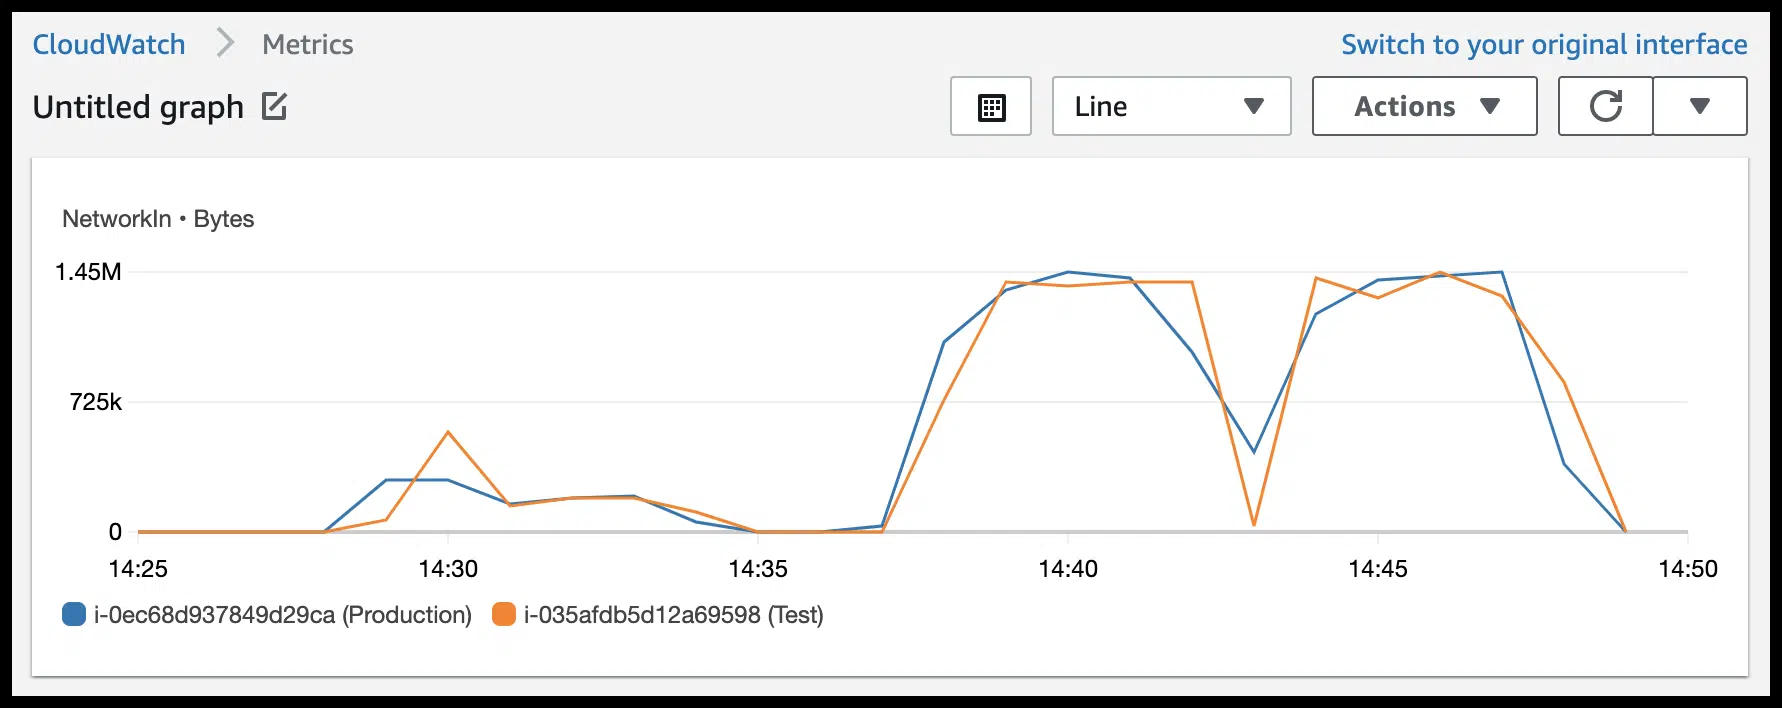 CloudWatch Metrics Switch to your original interface
Untitled graph Line Actions
NetworkIn • Bytes
1.45M
725k
0
14:25 14:30 14:35 14:40 14:45 14:50
i-0ec68d937849d29ca (Production) i-035afdb5d12a69598 (Test)